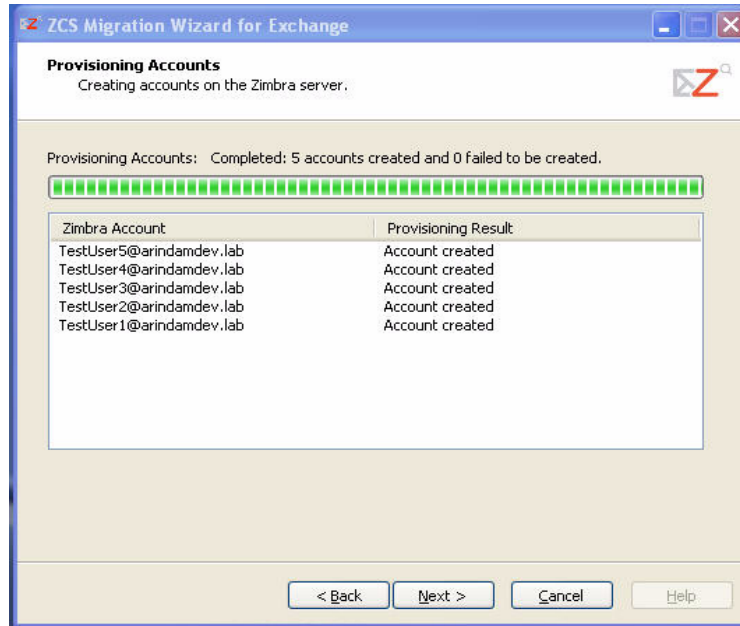 ZCS Migration Wizard for Exchange
Provisioning Accounts
Creating accounts on the Zimbra server.
Z
Provisioning Accounts: Completed: 5 accounts created and 0 failed to be created.
Zimbra Account Provisioning Result
TestUser5@arindamdev.lab Account created
TestUser4@arindamdev.lab Account created
TestUser3@arindamdev.lab Account created
TestUser2@arindamdev.lab Account created
TestUser1@arindamdev.lab Account created
< Back Next > Cancel Help